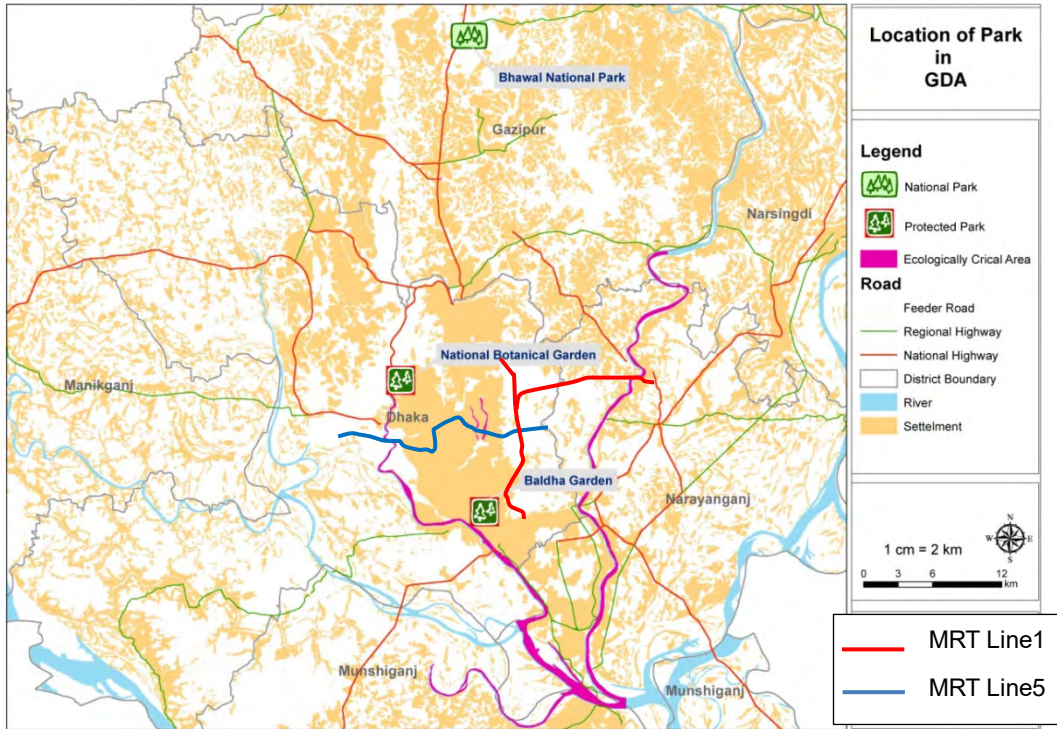 Location of Park
in
GDA
Legend
National Park
Protected Park
Ecologically Crical Area
Road
Feeder Road
Regional Highway
National Highway
District Boundary
River
Settelment
N
W
E
S
1 cm = 2 km
0 3 6 12
km
MRT Line1
MRT Line5
Bhawal National Park
Gazipur
Narsingdi
National Botanical Garden
Manikganj
Dhaka
Baldha Garden
Narayanganj
Munshiganj
Munshiganj